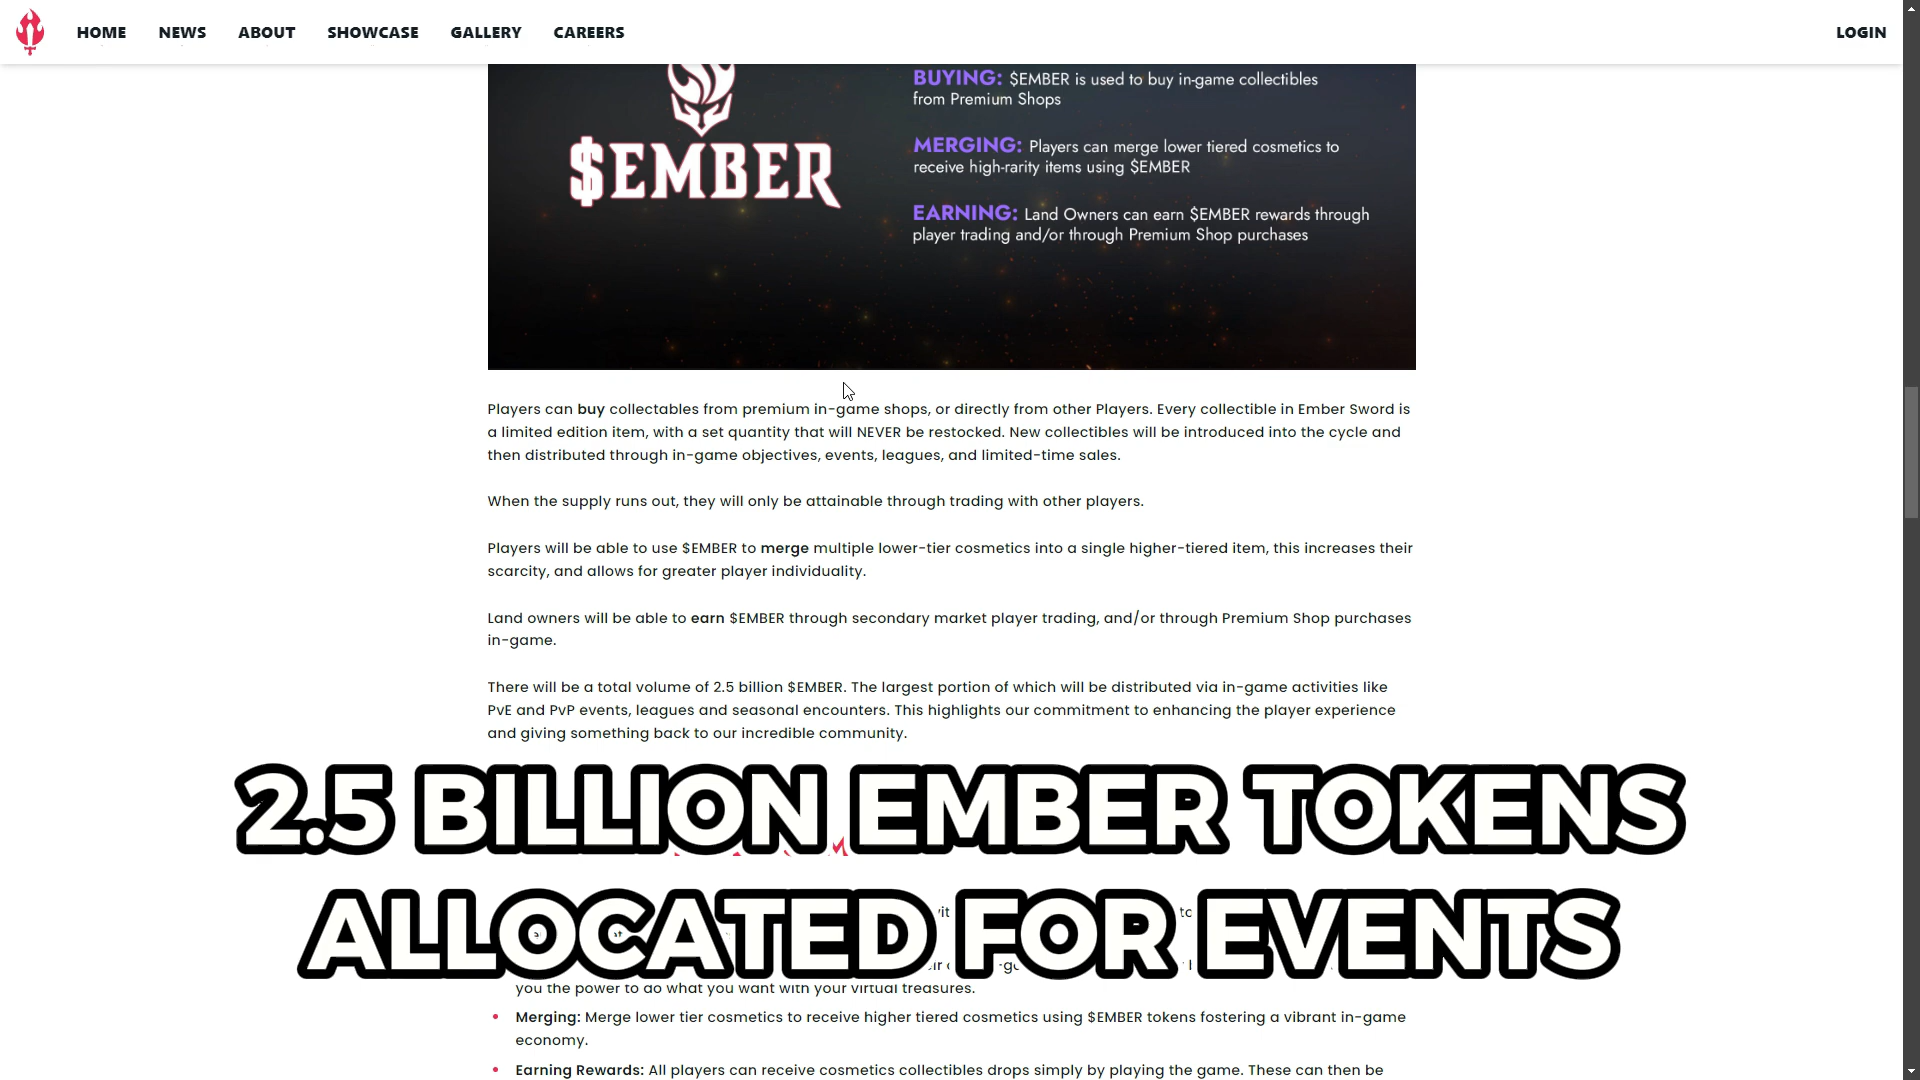 HOME NEWS ABOUT SHOWCASE GALLERY CAREERS LOGIN
$EMBER
BUYING: $EMBER is used to buy in-game collectibles
from Premium Shops
MERGING: Players can merge lower tiered cosmetics to
receive high-rarity items using $EMBER
EARNING: Land Owners can earn $EMBER rewards through
player trading and/or through Premium Shop purchases
Players can buy collectables from premium in-game shops, or directly from other Players. Every collectible in Ember Sword is
a limited edition item, with a set quantity that will NEVER be restocked. New collectibles will be introduced into the cycle and
then distributed through in-game objectives, events, leagues, and limited-time sales.
When the supply runs out, they will only be attainable through trading with other players.
Players will be able to use $EMBER to merge multiple lower-tier cosmetics into a single higher-tiered item, this increases their
scarcity, and allows for greater player individuality.
Land owners will be able to earn $EMBER through secondary market player trading, and/or through Premium Shop purchases
in-game.
There will be a total volume of 2.5 billion $EMBER. The largest portion of which will be distributed via in-game activities like
PvE and PvP events, leagues and seasonal encounters. This highlights our commitment to enhancing the player experience
and giving something back to our incredible community.
2.5 BILLION EMBER TOKENS
ALLOCATED FOR EVENTS
you the power to do what you want with your virtual treasures.
Merging: Merge lower tier cosmetics to receive higher tiered cosmetics using $EMBER tokens fostering a vibrant in-game
economy.
Earning Rewards: All players can receive cosmetics collectibles drops simply by playing the game. These can then be